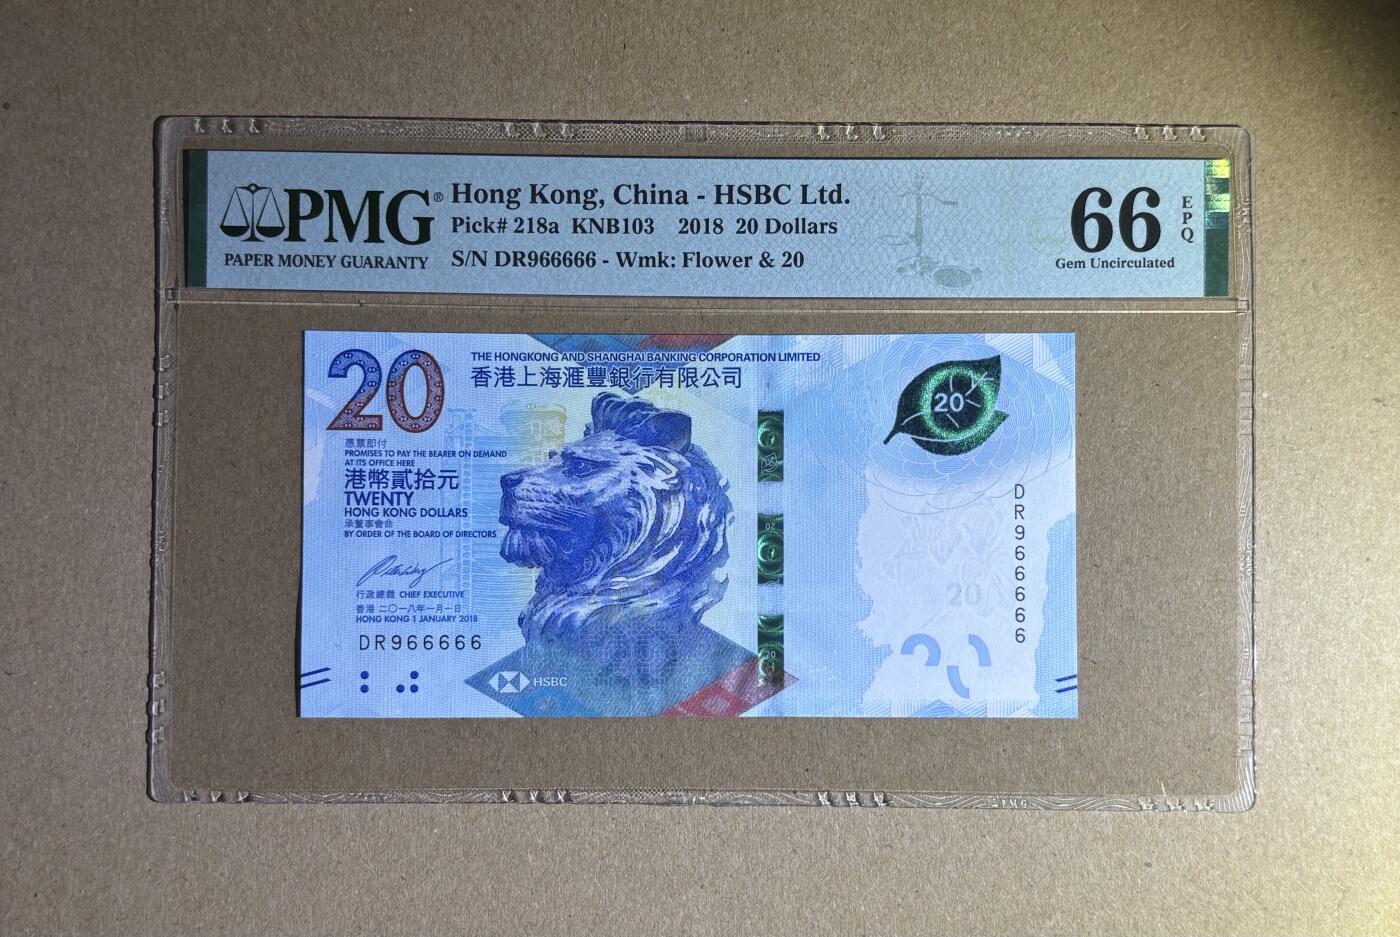 PMG®
PAPER MONEY GUARANTY
Hong Kong, China - HSBC Ltd.
Pick# 218a KNB103 2018 20 Dollars
S/N DR966666 - Wmk: Flower & 20
66
EPQ
Gem Uncirculated
20
THE HONGKONG AND SHANGHAI BANKING CORPORATION LIMITED
香港上海滙豐銀行有限公司
憑票即付
PROMISES TO PAY THE BEARER ON DEMAND
AT ITS OFFICE HERE
港幣貳拾元
TWENTY
HONG KONG DOLLARS
承董事會命
BY ORDER OF THE BOARD OF DIRECTORS
行政總裁 CHIEF EXECUTIVE
香港 二〇一八年一月一日
HONG KONG 1 JANUARY 2018
DR966666
HSBC
20
20
20
DR966666
20